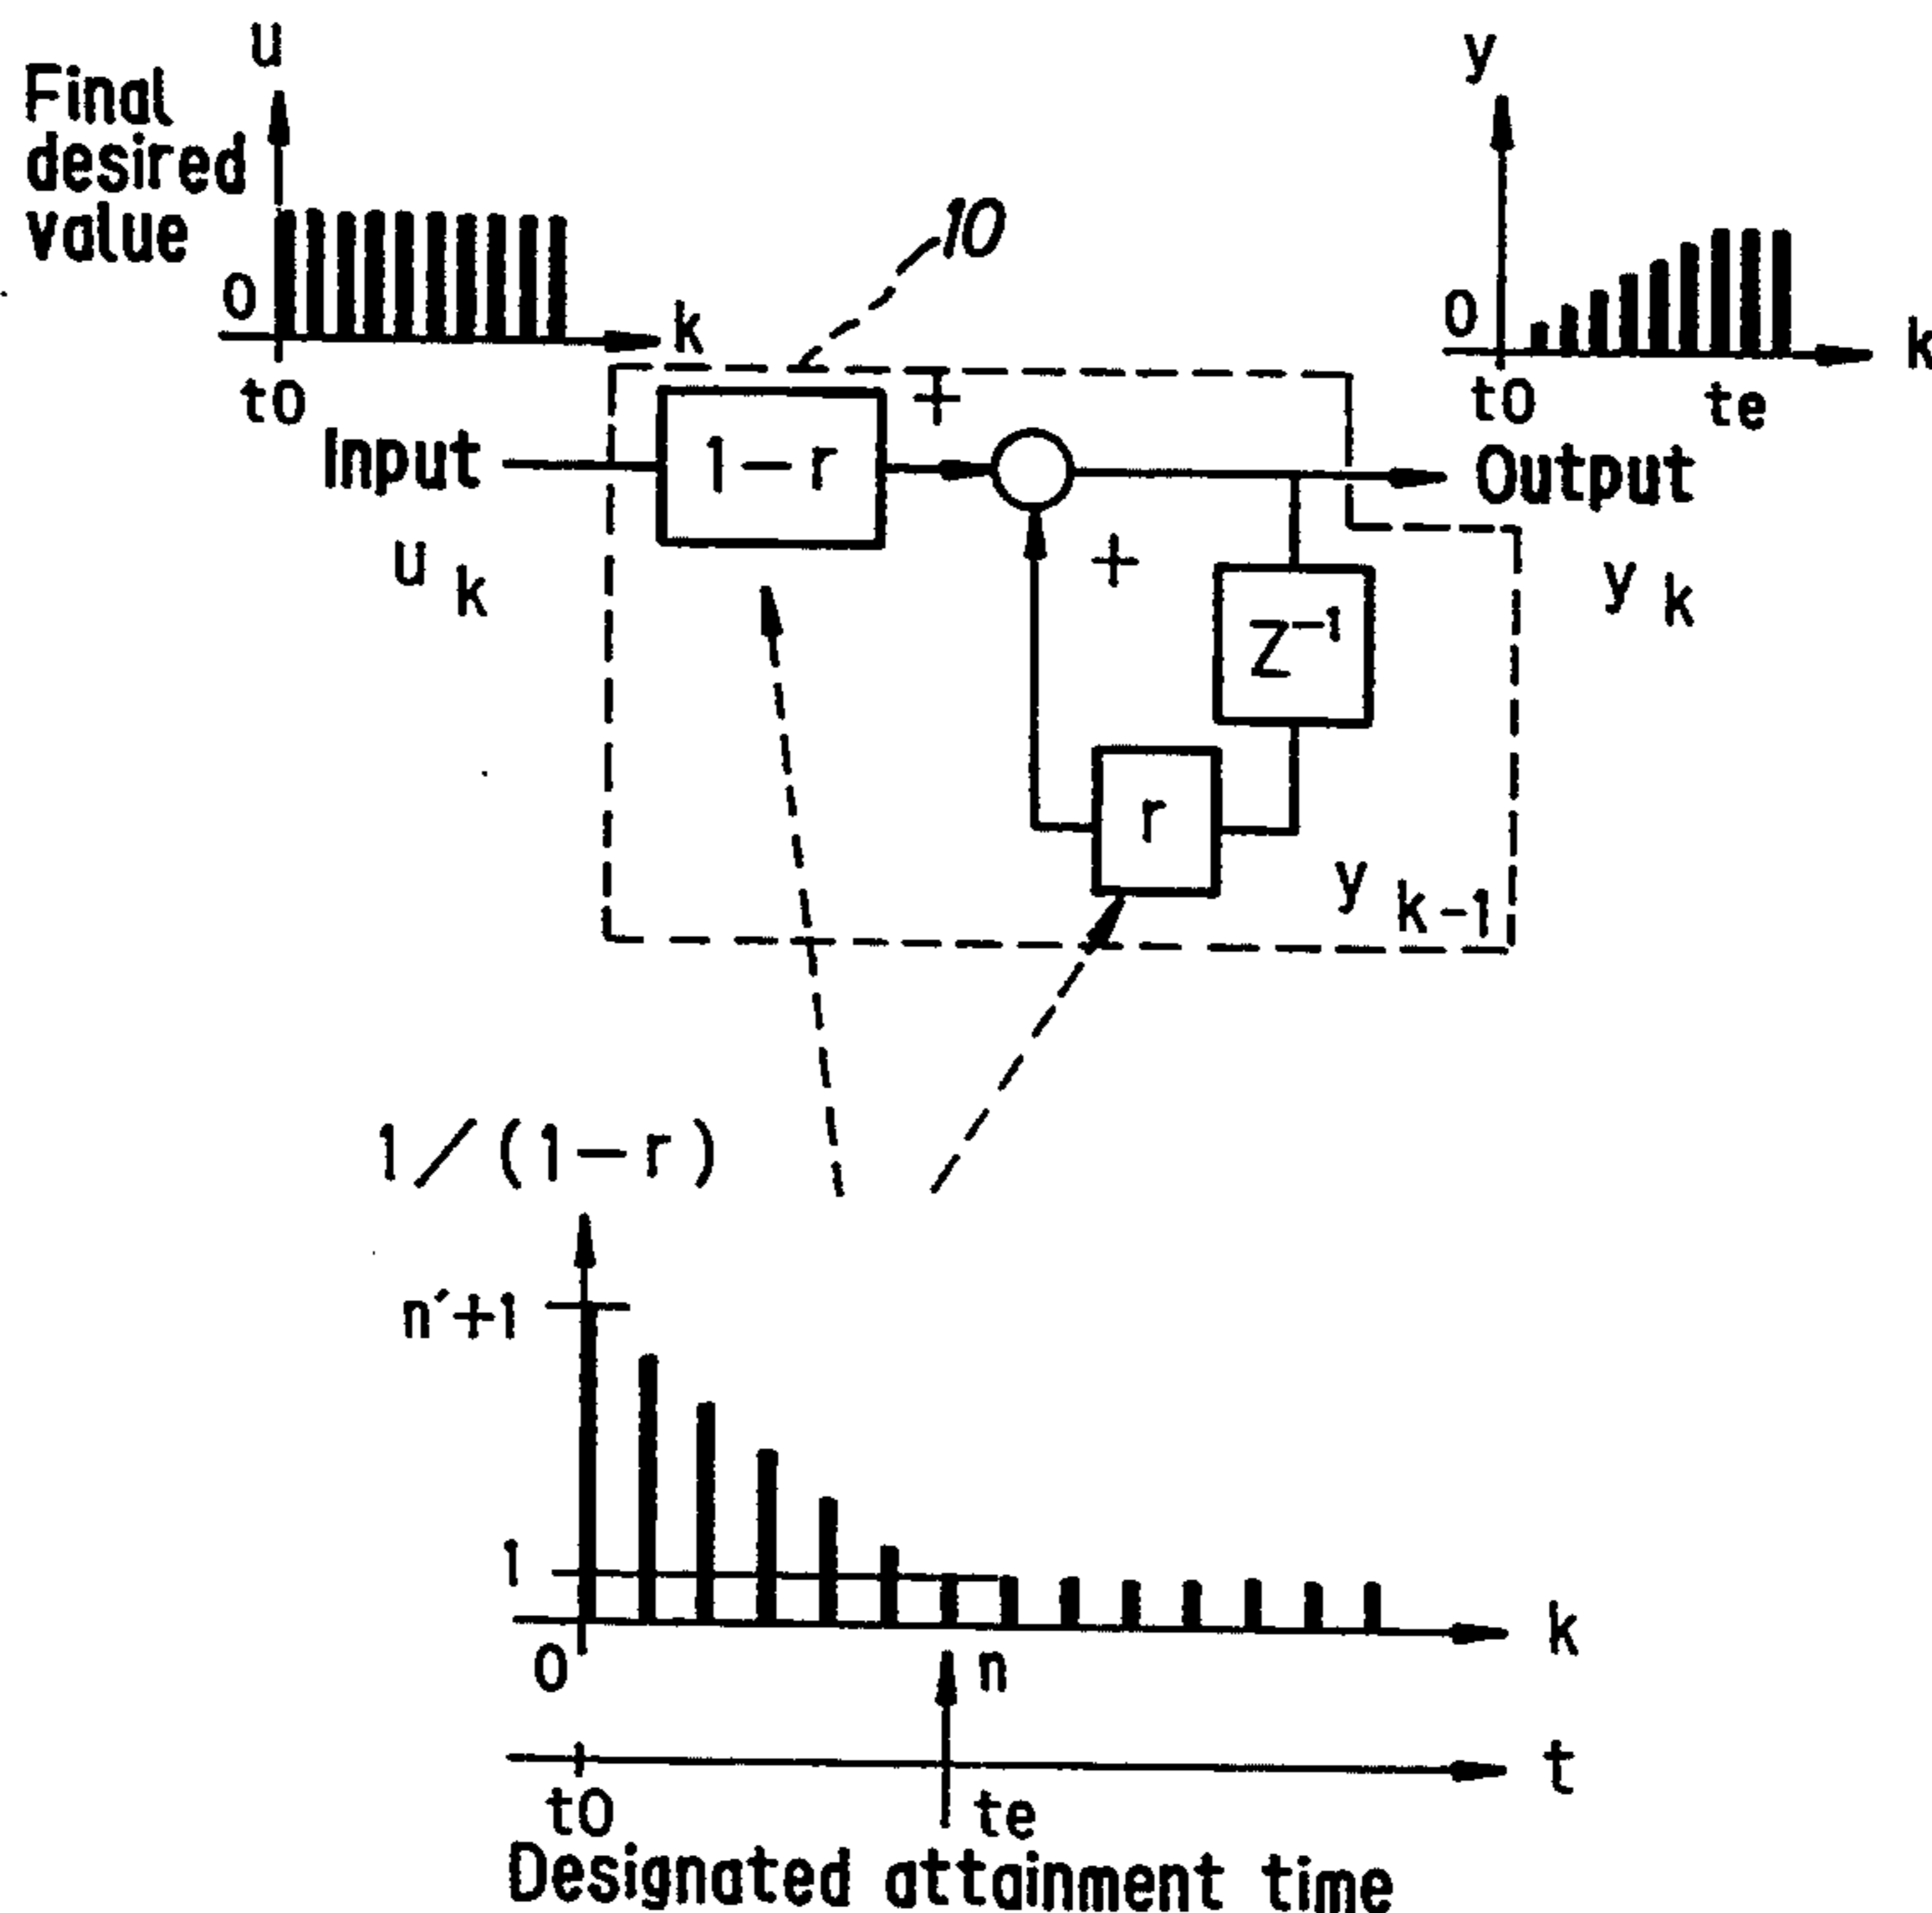 u
Final
desired
value
0
k
t0
y
0
k
t0
te
10
+
Input
1-r
Output
u k
+
y k
Z-1
r
y k-1
1/(1-r)
n'+1
1
0
n
k
t
t0
te
Designated attainment time